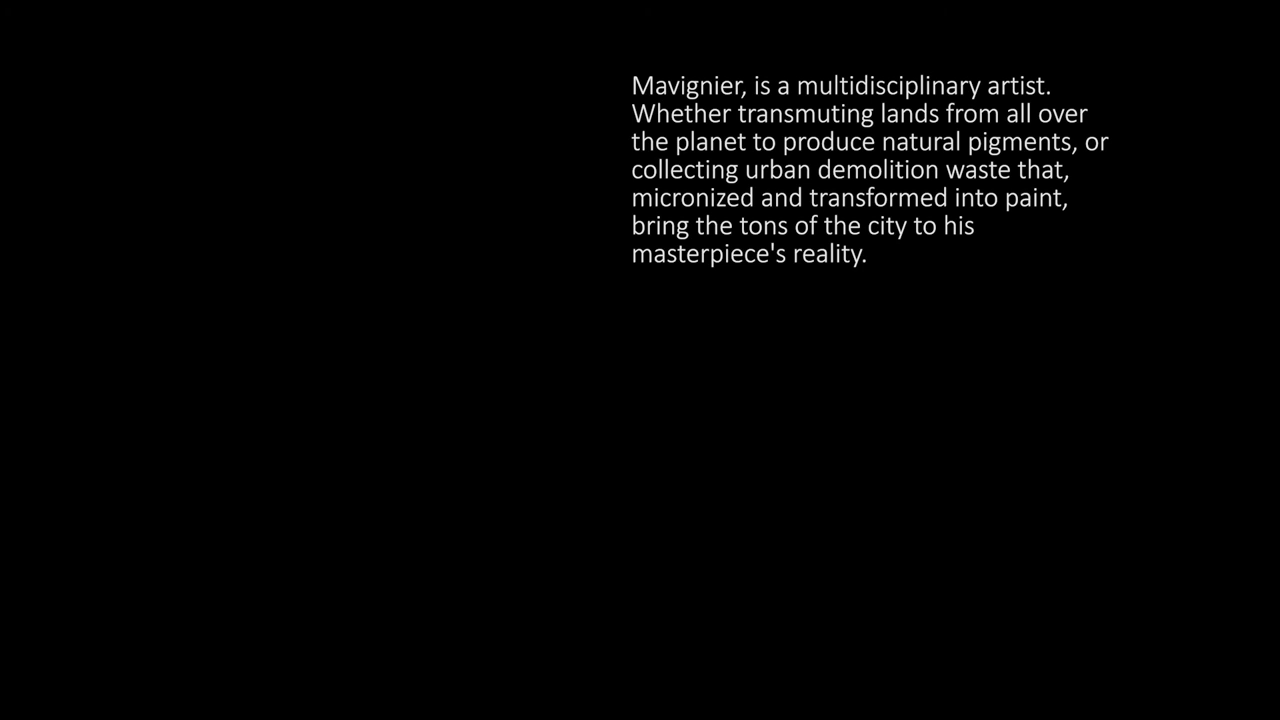 Mavignier, is a multidisciplinary artist.
Whether transmuting lands from all over
the planet to produce natural pigments, or
collecting urban demolition waste that,
micronized and transformed into paint,
bring the tons of the city to his
masterpiece's reality.